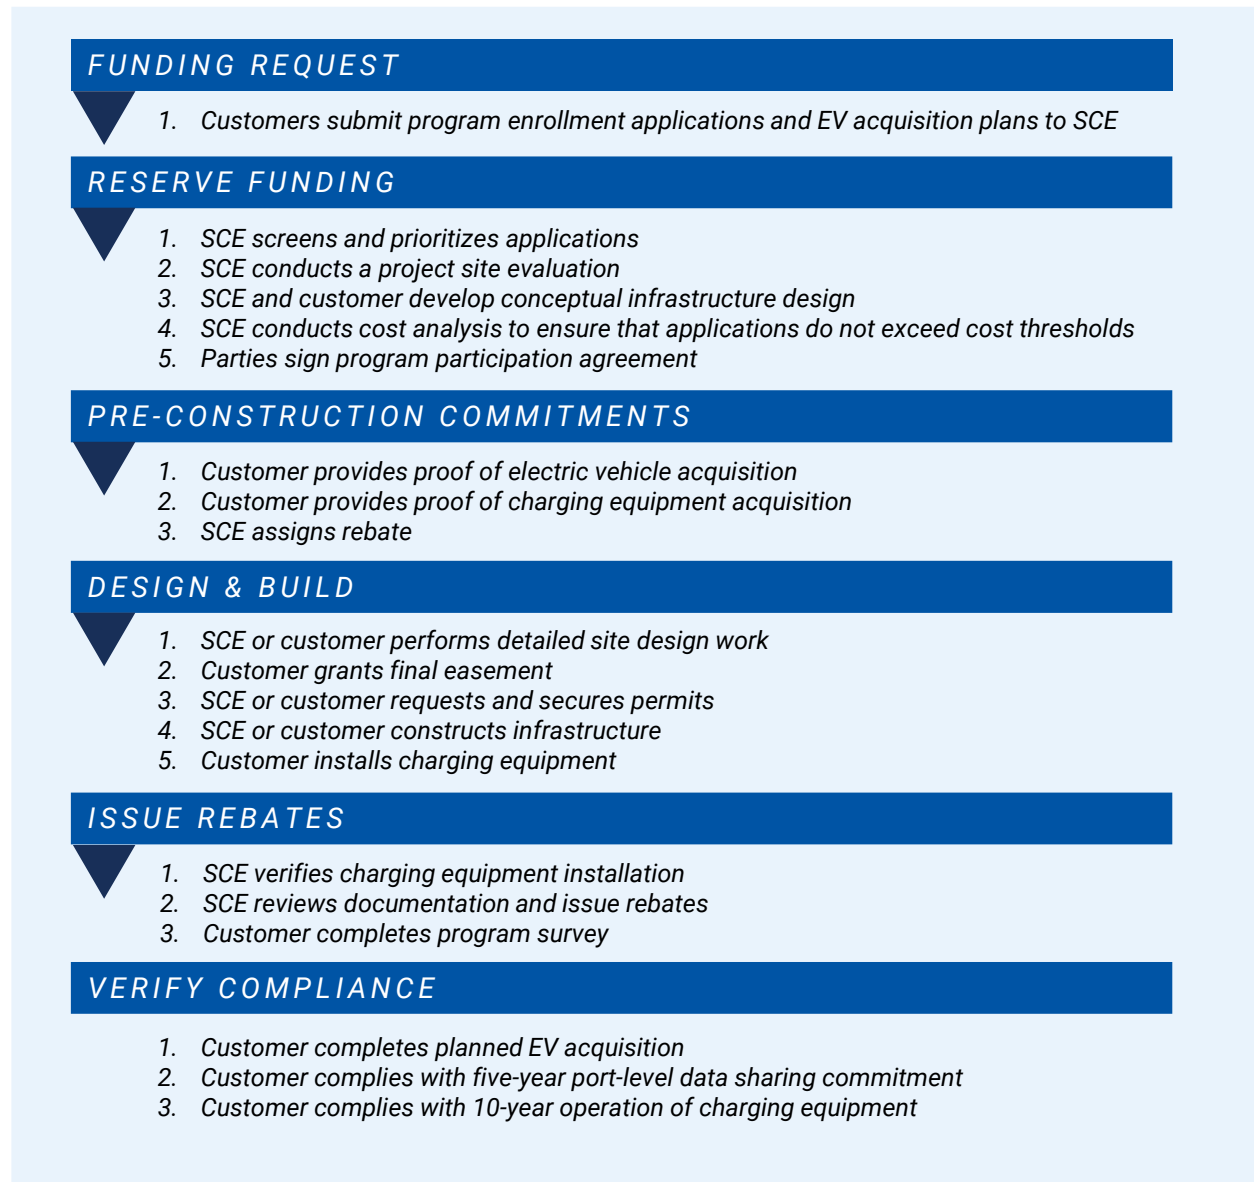 FUNDING REQUEST
1. Customers submit program enrollment applications and EV acquisition plans to SCE
RESERVE FUNDING
1. SCE screens and prioritizes applications
2. SCE conducts a project site evaluation
3. SCE and customer develop conceptual infrastructure design
4. SCE conducts cost analysis to ensure that applications do not exceed cost thresholds
5. Parties sign program participation agreement
PRE-CONSTRUCTION COMMITMENTS
1. Customer provides proof of electric vehicle acquisition
2. Customer provides proof of charging equipment acquisition
3. SCE assigns rebate
DESIGN & BUILD
1. SCE or customer performs detailed site design work
2. Customer grants final easement
3. SCE or customer requests and secures permits
4. SCE or customer constructs infrastructure
5. Customer installs charging equipment
ISSUE REBATES
1. SCE verifies charging equipment installation
2. SCE reviews documentation and issue rebates
3. Customer completes program survey
VERIFY COMPLIANCE
1. Customer completes planned EV acquisition
2. Customer complies with five-year port-level data sharing commitment
3. Customer complies with 10-year operation of charging equipment